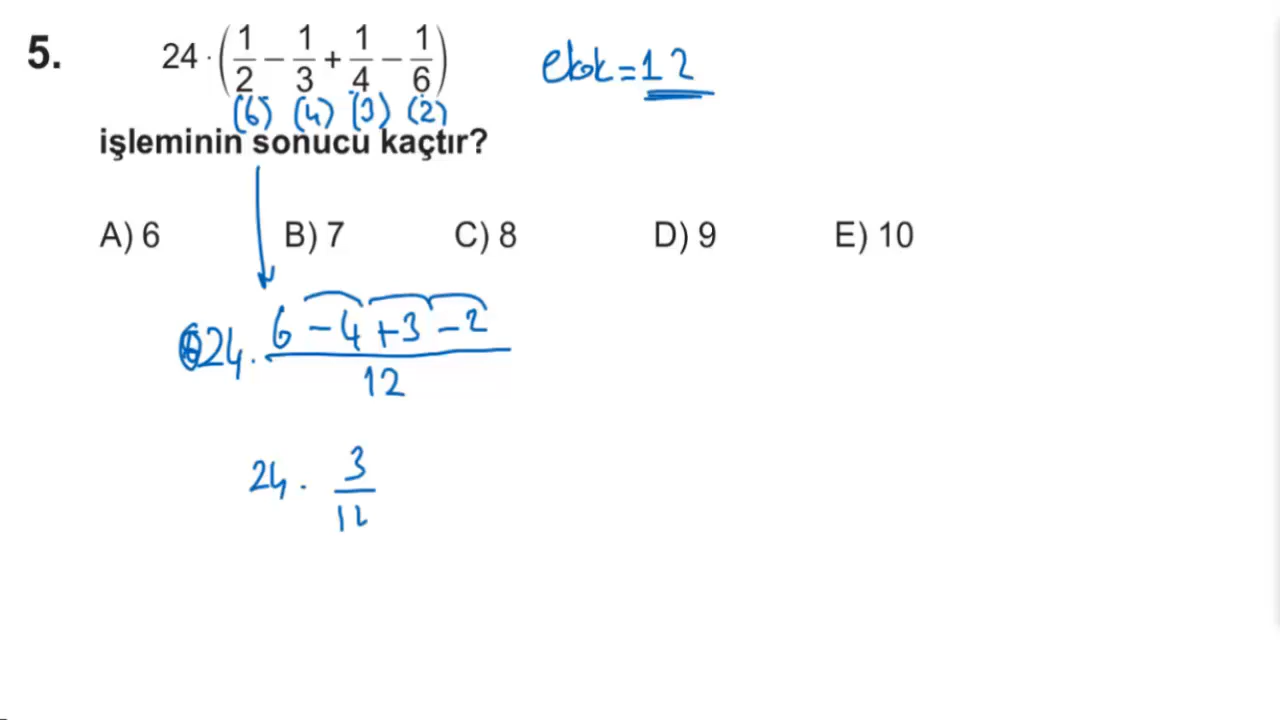 5. 24 · (1/2 − 1/3 + 1/4 − 1/6) ekok = 12
(6) (4) (3) (2)
işleminin sonucu kaçtır?
A) 6 B) 7 C) 8 D) 9 E) 10
24 · (6 − 4 + 3 − 2)/12
24 · 3/12